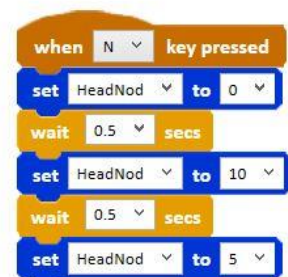 when N key pressed
set HeadNod to 0
wait 0.5 secs
set HeadNod to 10
wait 0.5 secs
set HeadNod to 5